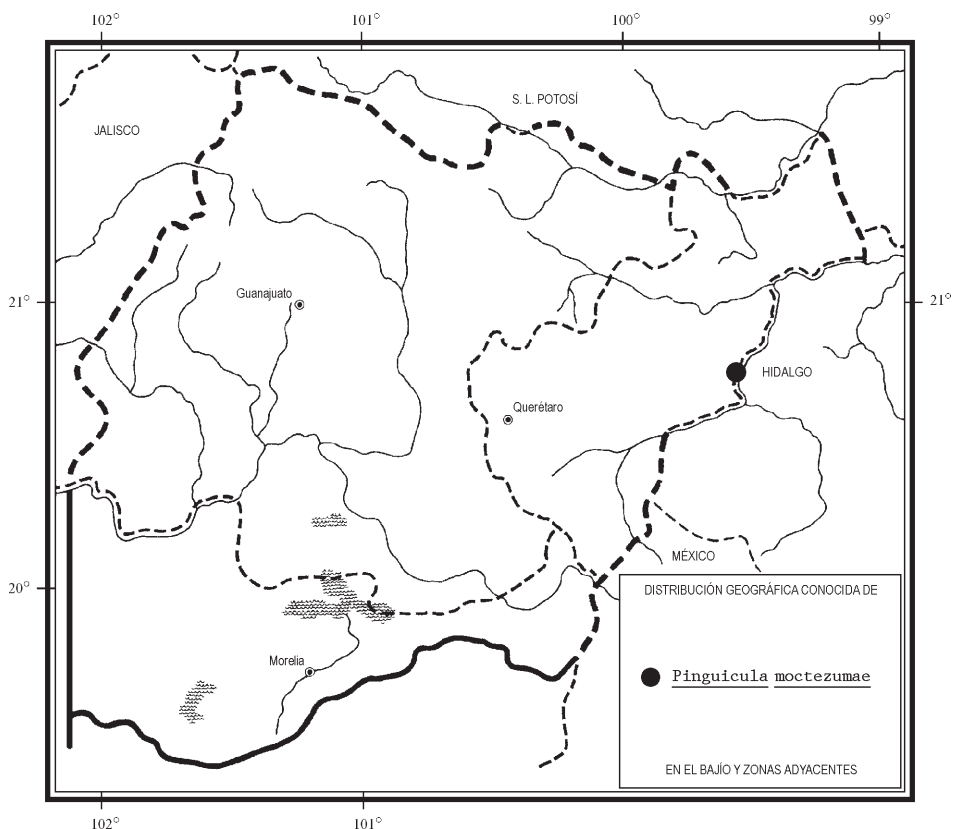 102° 101° 100° 99°
S. L. POTOSÍ
JALISCO
Guanajuato
21° 21°
HIDALGO
Querétaro
MÉXICO
20°
DISTRIBUCIÓN GEOGRÁFICA CONOCIDA DE
Morelia
Pinguicula moctezumae
EN EL BAJÍO Y ZONAS ADYACENTES
102° 101°